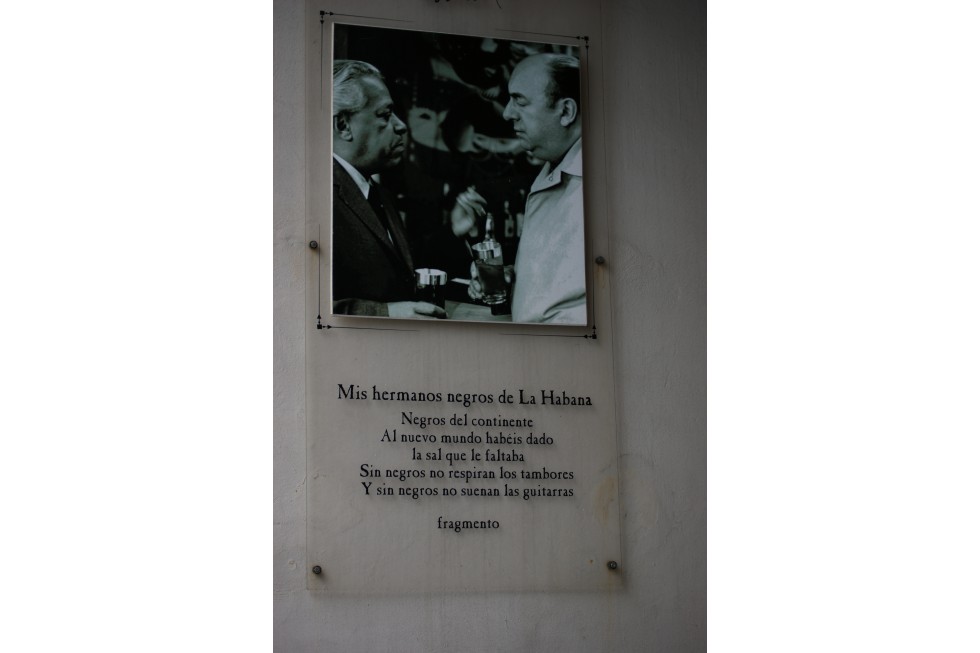 Mis hermanos negros de La Habana
Negros del continente
Al nuevo mundo habéis dado
la sal que le faltaba
Sin negros no respiran los tambores
Y sin negros no suenan las guitarras
fragmento